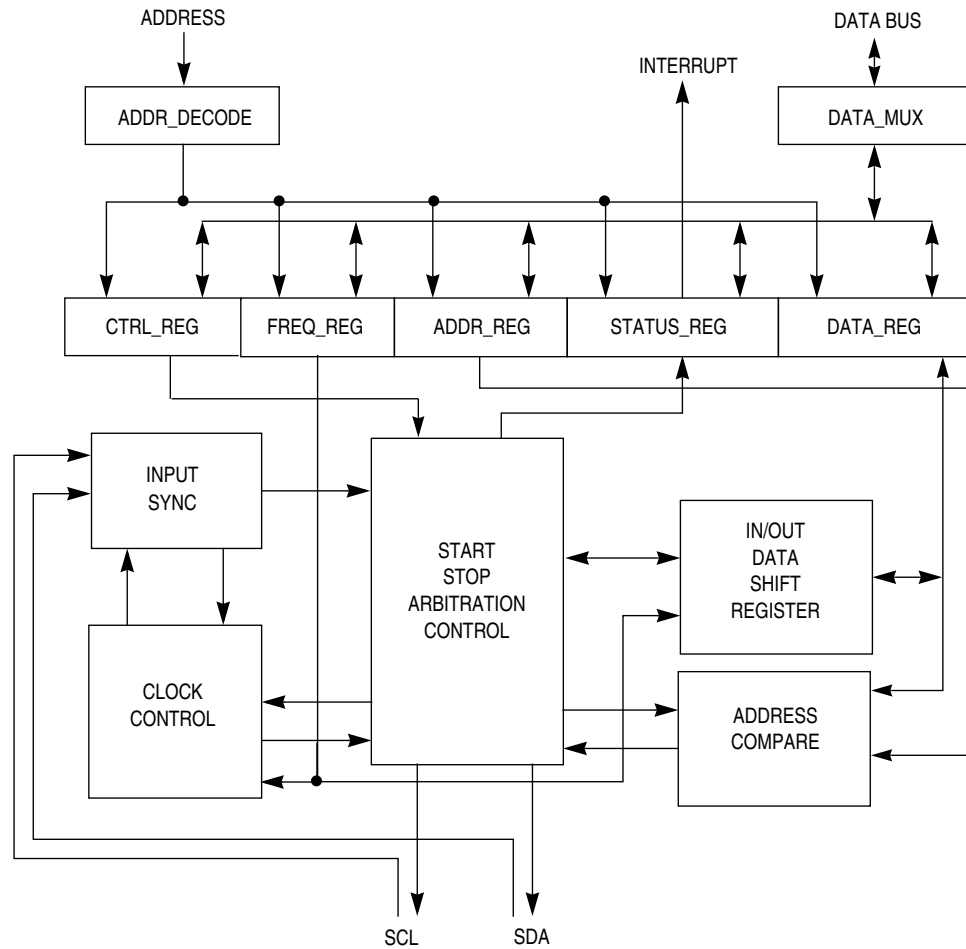 ADDRESS
DATA BUS
INTERRUPT
ADDR_DECODE
DATA_MUX
CTRL_REG
FREQ_REG
ADDR_REG
STATUS_REG
DATA_REG
INPUT
SYNC
START
STOP
ARBITRATION
CONTROL
IN/OUT
DATA
SHIFT
REGISTER
CLOCK
CONTROL
ADDRESS
COMPARE
SCL
SDA